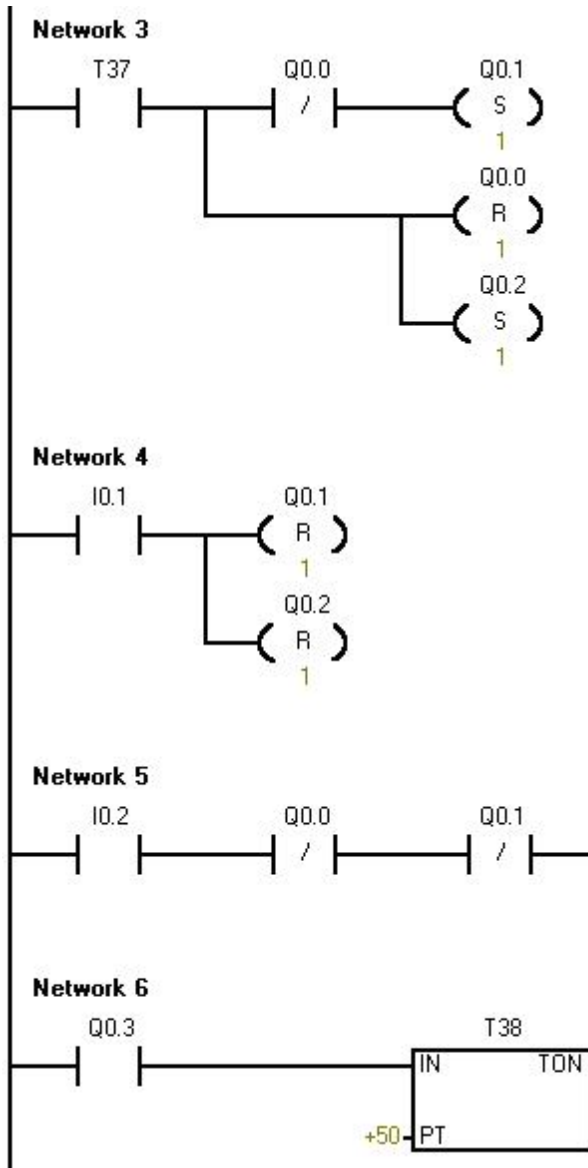 Network 3
T37 Q0.0 Q0.1
/ S
1
Q0.0
R
1
Q0.2
S
1
Network 4
I0.1 Q0.1
R
1
Q0.2
R
1
Network 5
I0.2 Q0.0 Q0.1
/ /
Network 6
Q0.3 T38
IN TON
+50 PT